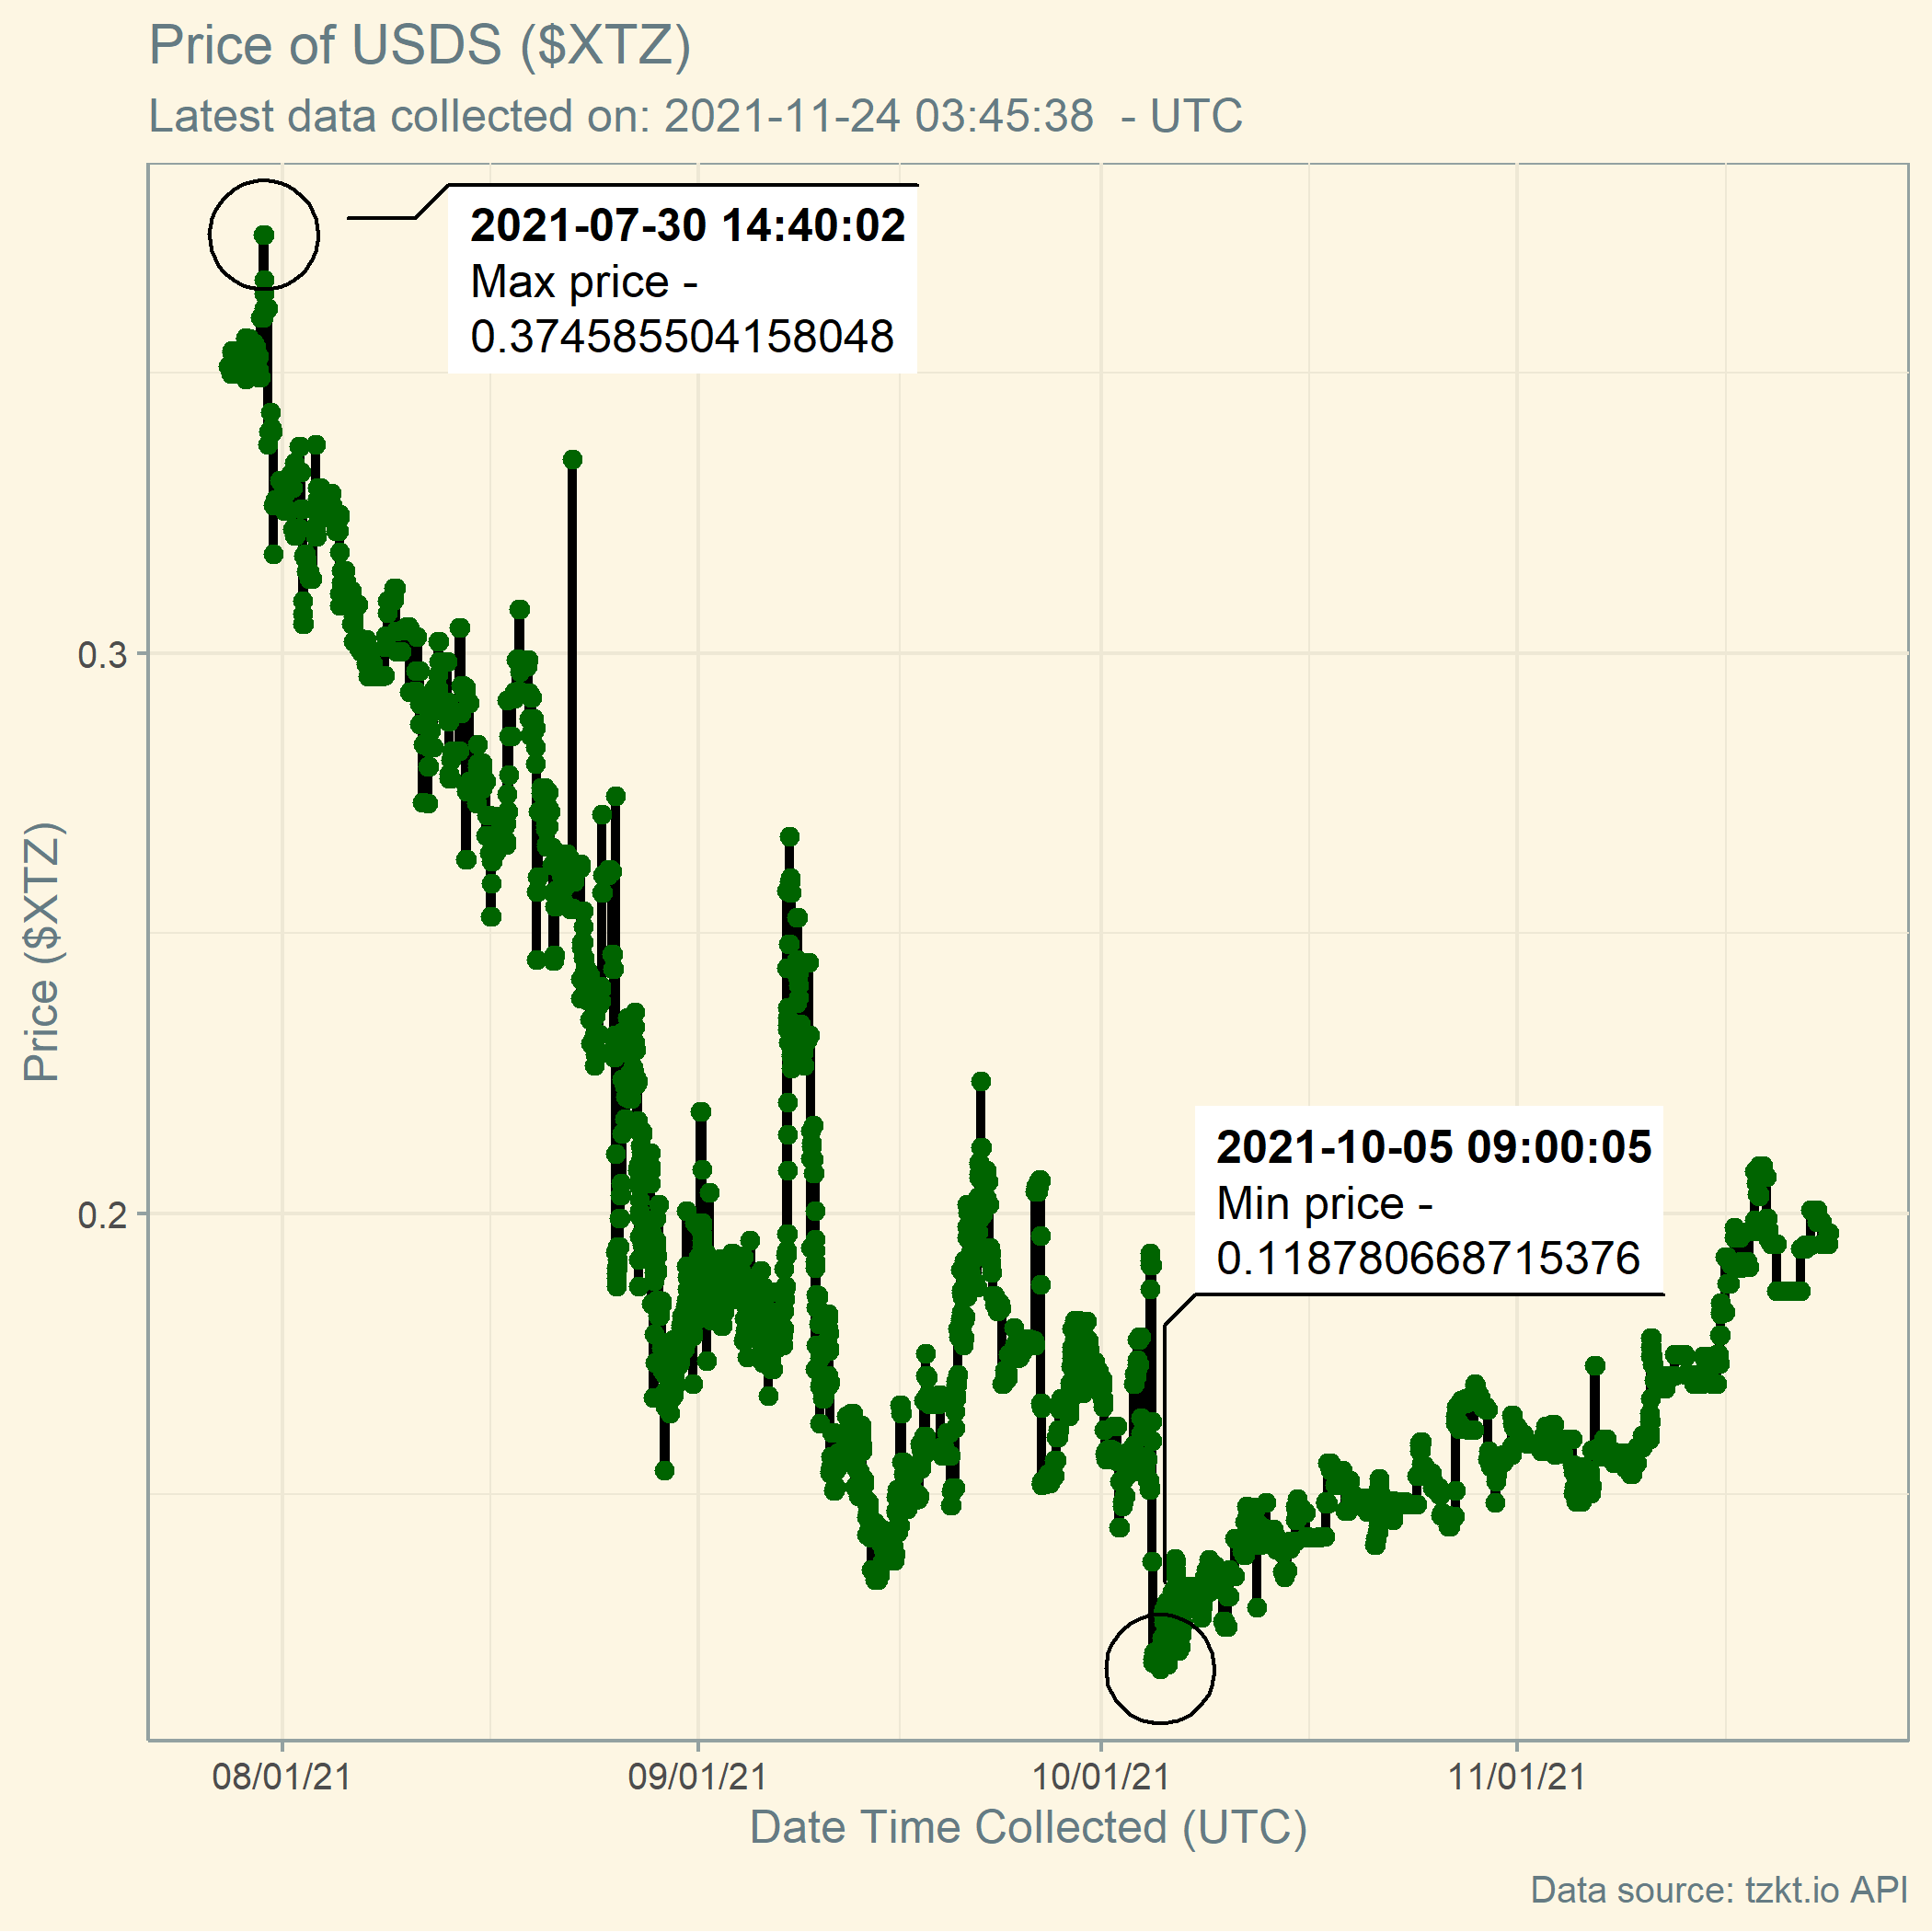 Price of USDS ($XTZ)
Latest data collected on: 2021-11-24 03:45:38  - UTC
2021-07-30 14:40:02
Max price -
0.374585504158048
0.3
Price ($XTZ)
2021-10-05 09:00:05
Min price -
0.118780668715376
0.2
08/01/21
09/01/21
10/01/21
11/01/21
Date Time Collected (UTC)
Data source: tzkt.io API